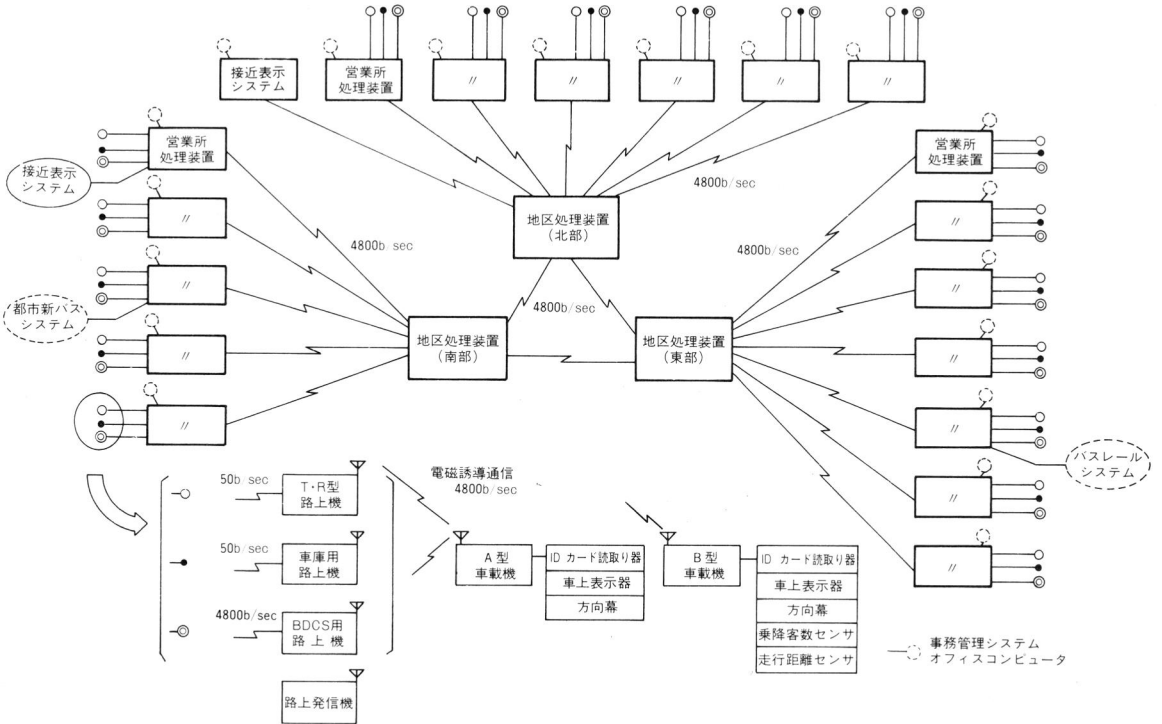 接近表示
システム
営業所
処理装置
〃
〃
〃
〃
〃
営業所
処理装置
接近表示
システム
〃
〃
都市新バス
システム
〃
〃
営業所
処理装置
〃
〃
〃
〃
バスレール
システム
〃
〃
4800b/sec
地区処理装置
(北部)
4800b/sec
4800b/sec
4800b/sec
地区処理装置
(南部)
地区処理装置
(東部)
電磁誘導通信
4800b/sec
50b/sec
T・R型
路上機
50b/sec
車庫用
路上機
4800b/sec
BDCS用
路上機
路上発信機
A型
車載機
IDカード読取り器
車上表示器
方向幕
B型
車載機
IDカード読取り器
車上表示器
方向幕
乗降客数センサ
走行距離センサ
事務管理システム
オフィスコンピュータ